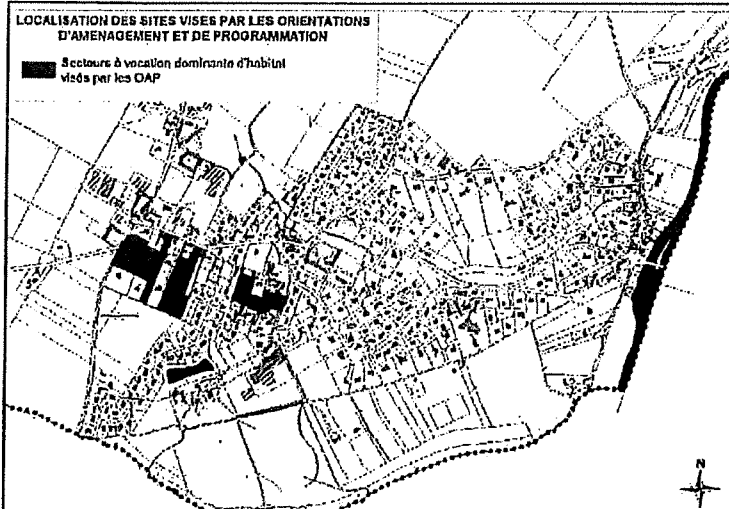 LOCALISATION DES SITES VISES PAR LES ORIENTATIONS
D'AMENAGEMENT ET DE PROGRAMMATION
Secteurs à vocation dominante d'habitat
visés par les OAP
N